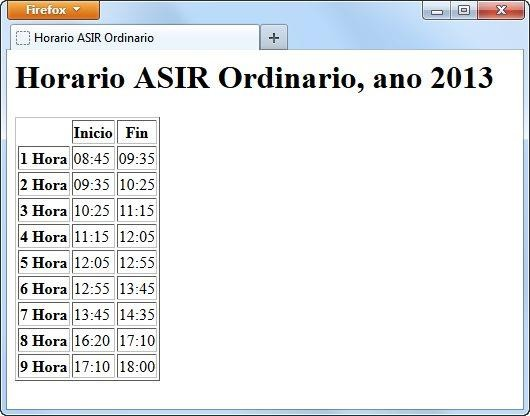 Firefox
Horario ASIR Ordinario
Horario ASIR Ordinario, ano 2013
Inicio Fin
1 Hora 08:45 09:35
2 Hora 09:35 10:25
3 Hora 10:25 11:15
4 Hora 11:15 12:05
5 Hora 12:05 12:55
6 Hora 12:55 13:45
7 Hora 13:45 14:35
8 Hora 16:20 17:10
9 Hora 17:10 18:00